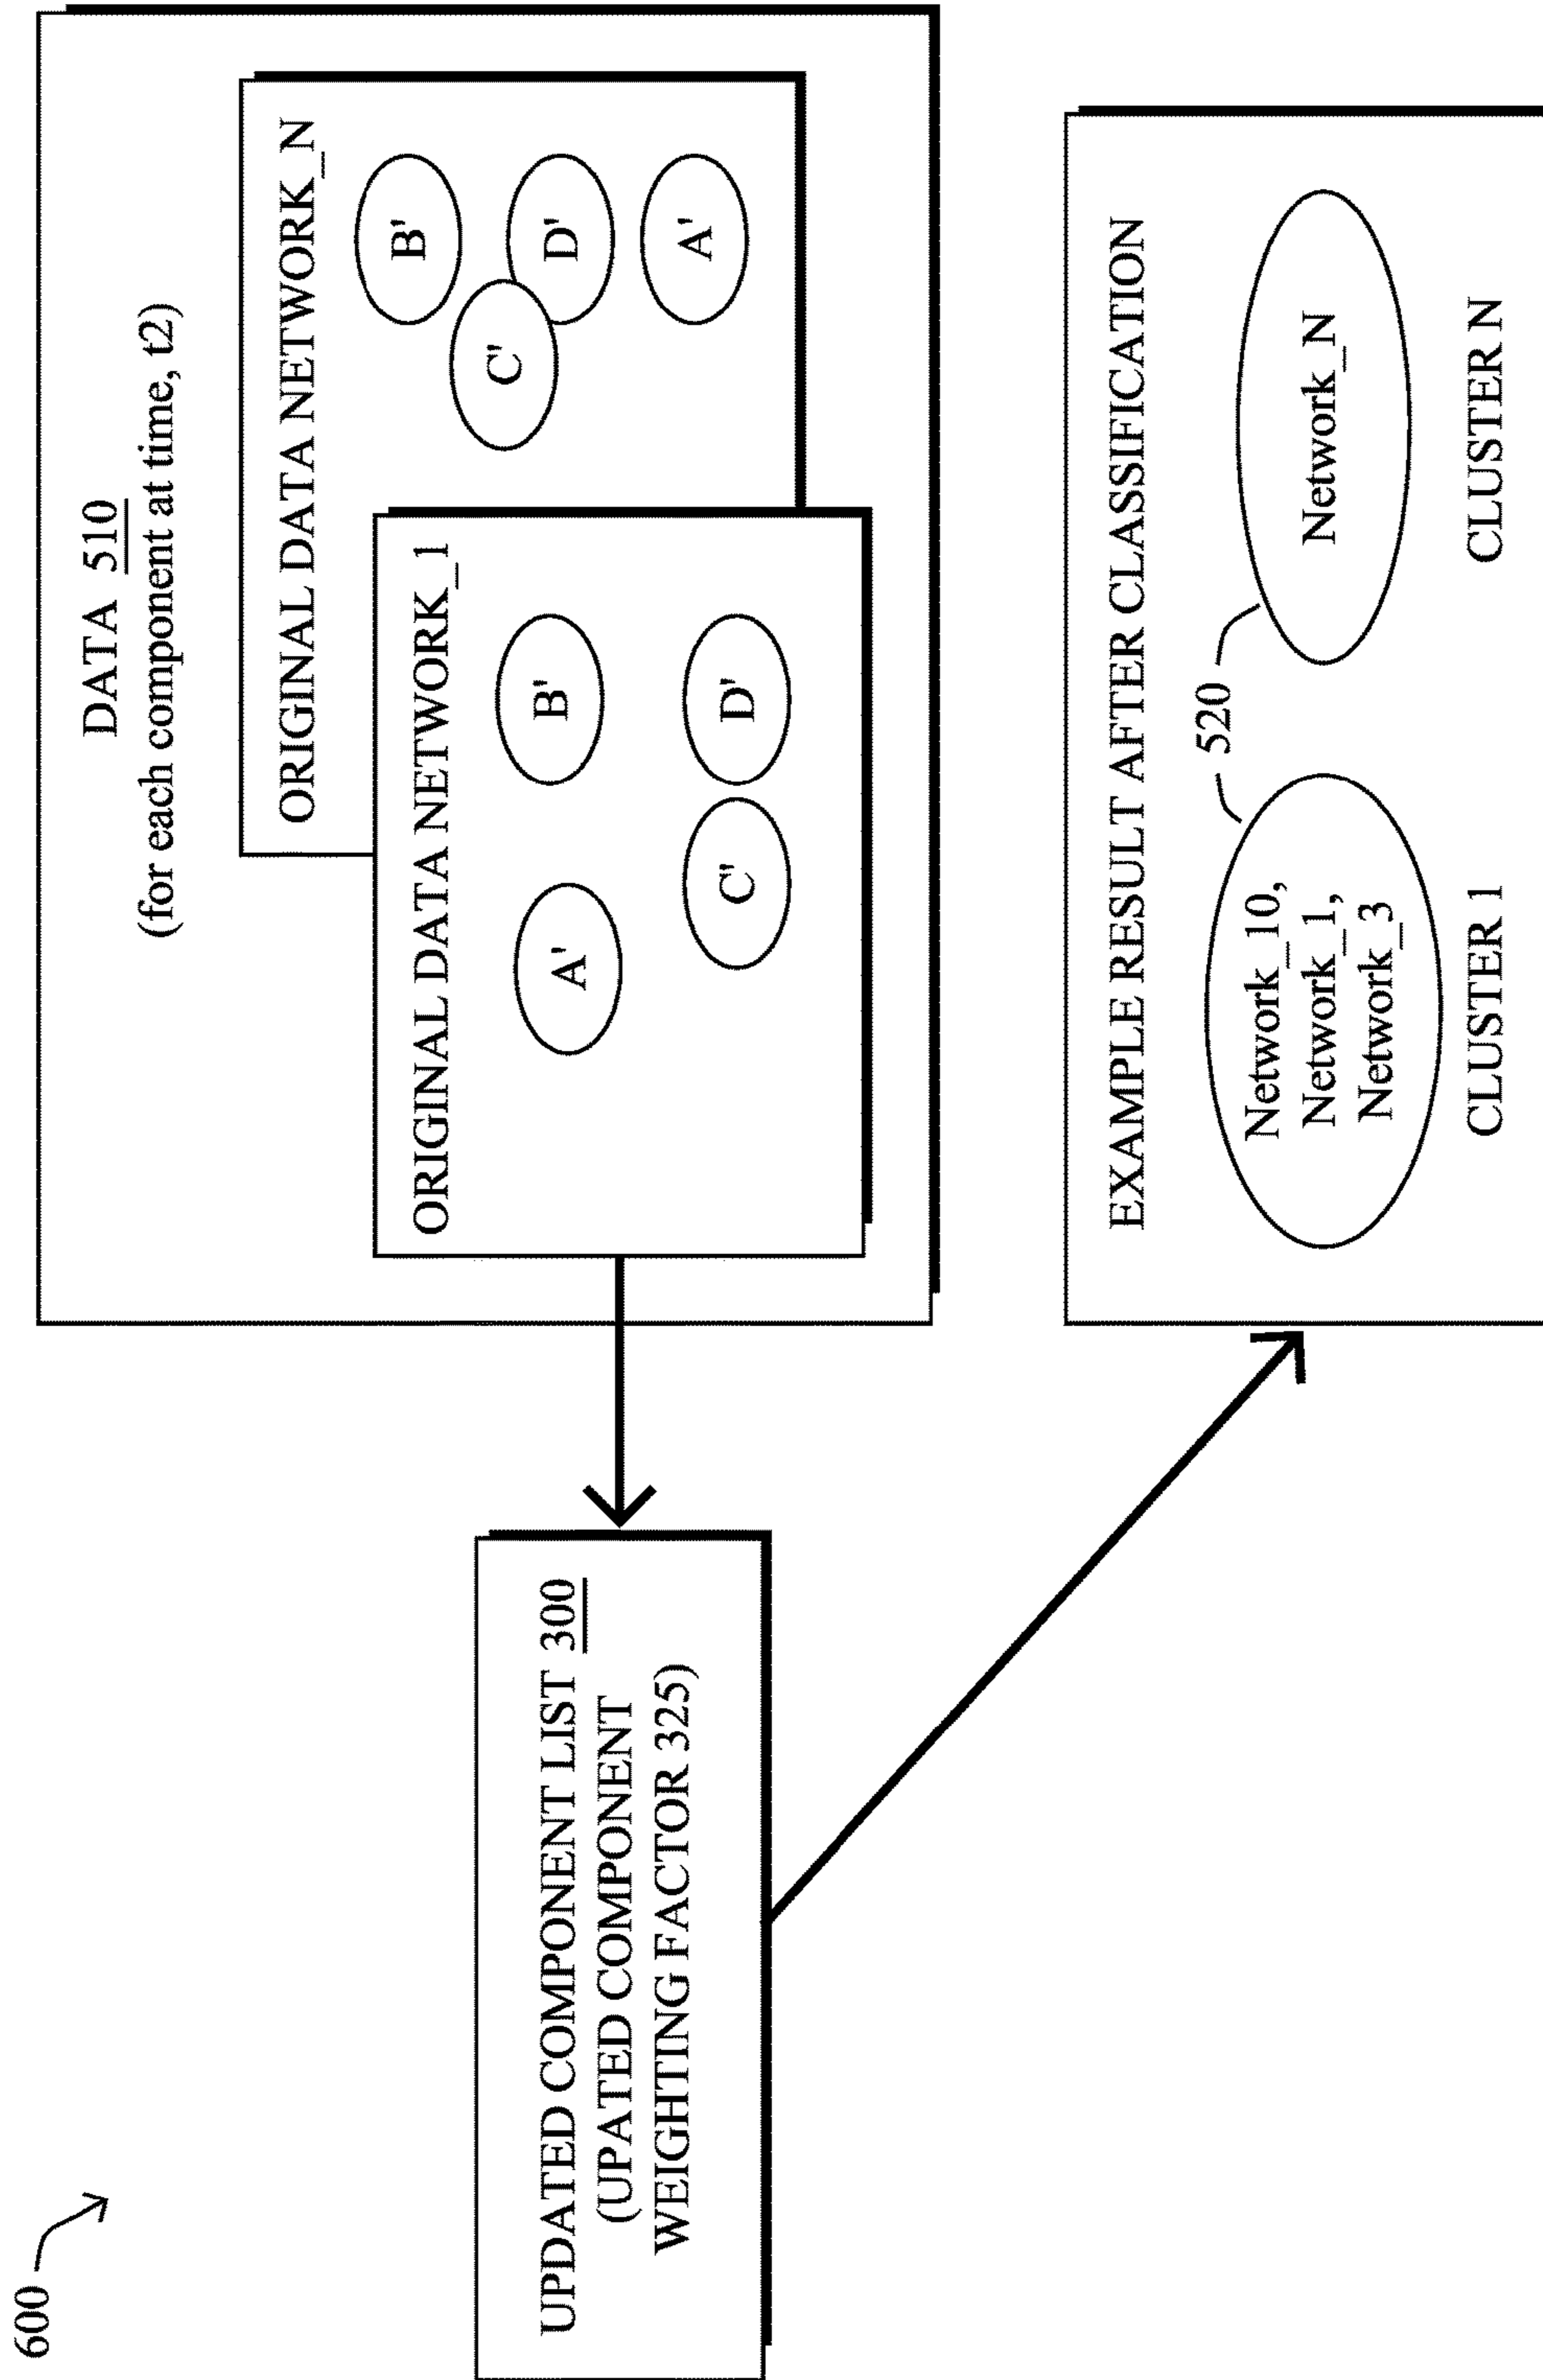 600
UPDATED COMPONENT LIST 300
(UPATED COMPONENT
WEIGHTING FACTOR 325)
DATA 510
(for each component at time, t2)
ORIGINAL DATA NETWORK_N
B'
C'
D'
A'
ORIGINAL DATA NETWORK_1
A'
B'
C'
D'
EXAMPLE RESULT AFTER CLASSIFICATION
520
Network_10,
Network_1,
Network_3
CLUSTER 1
Network_N
CLUSTER N